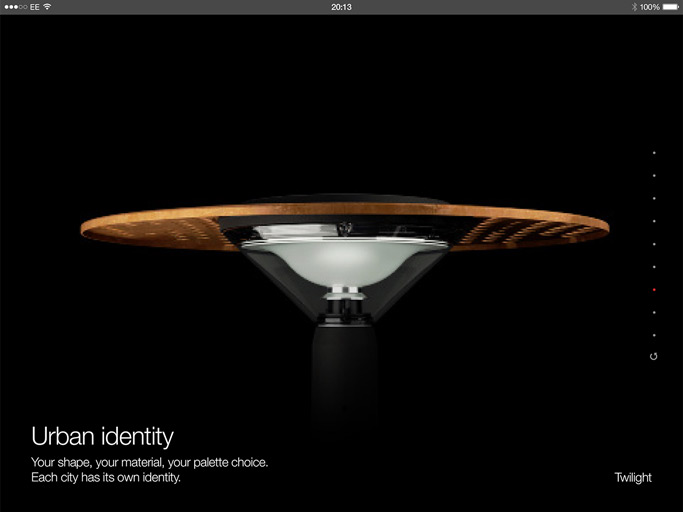 EE 20:13 100%
Urban identity
Your shape, your material, your palette choice.
Each city has its own identity.
Twilight